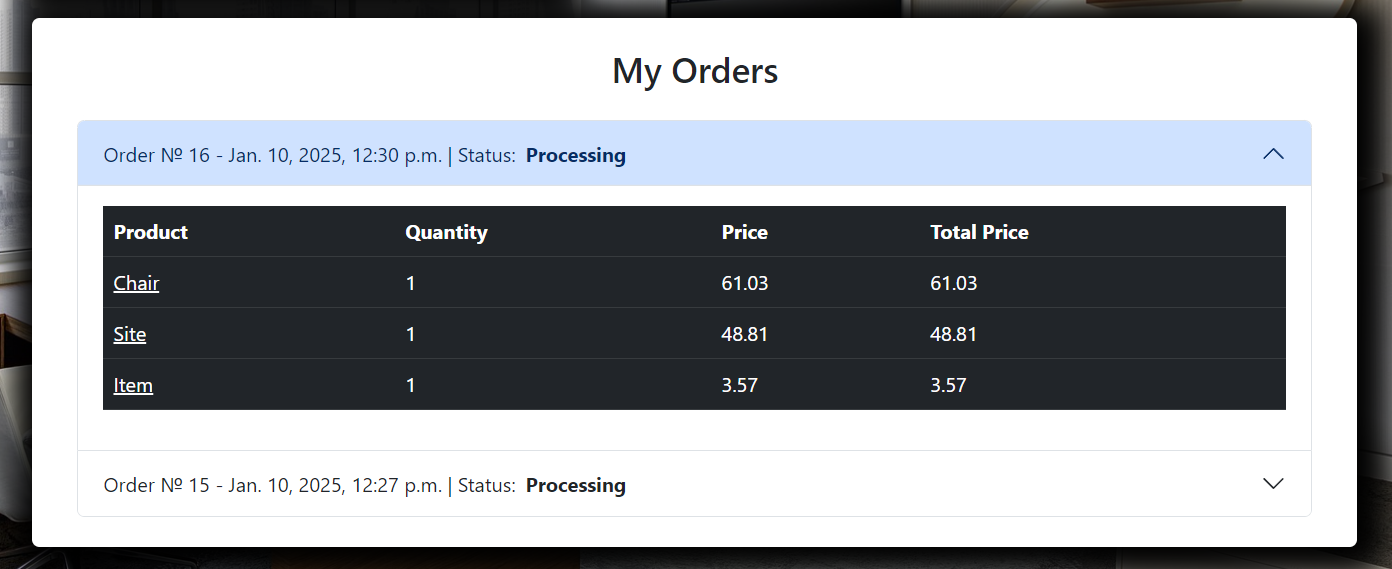 My Orders
Order № 16 - Jan. 10, 2025, 12:30 p.m. | Status: Processing
Product Quantity Price Total Price
Chair 1 61.03 61.03
Site 1 48.81 48.81
Item 1 3.57 3.57
Order № 15 - Jan. 10, 2025, 12:27 p.m. | Status: Processing